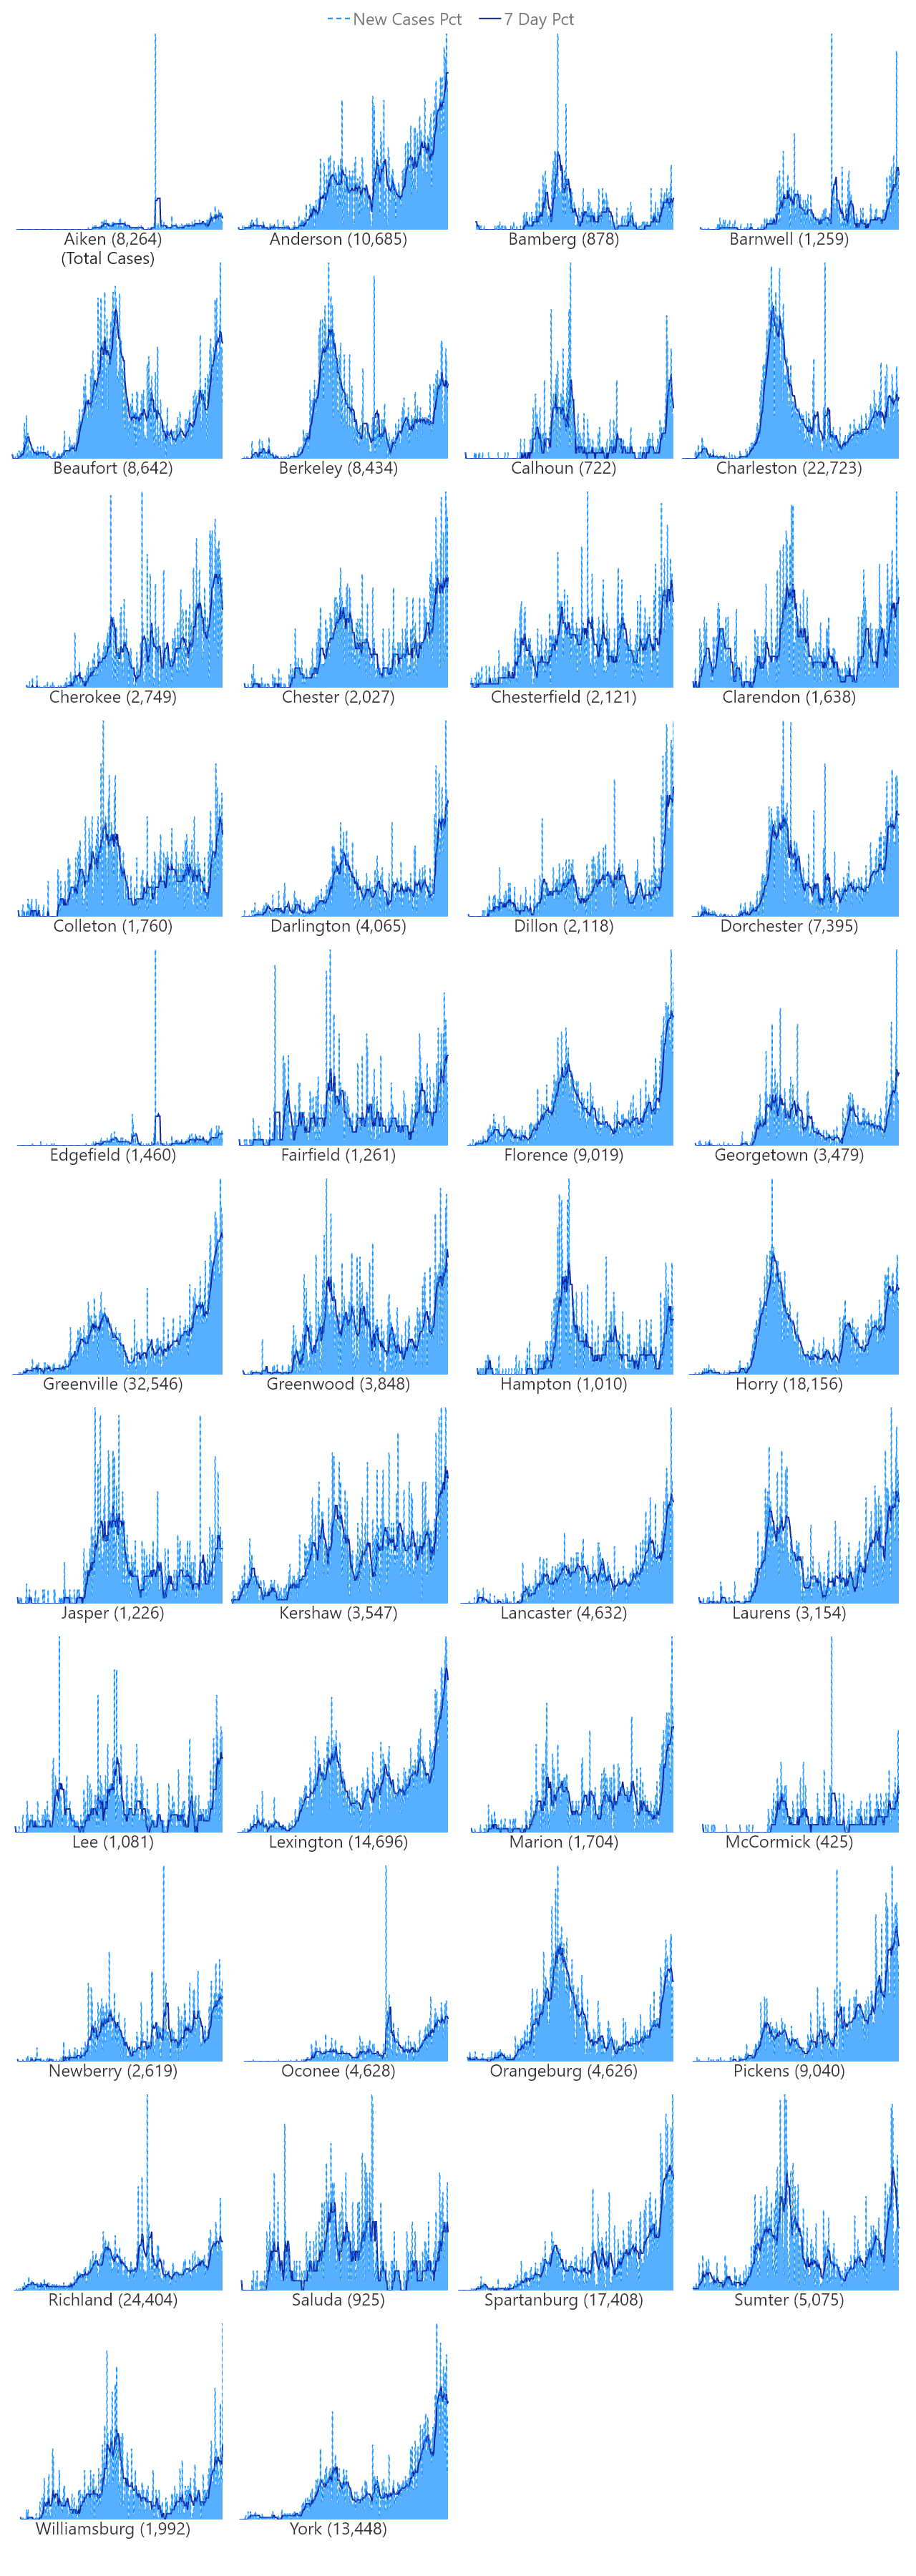 New Cases Pct 7 Day Pct
Aiken (8,264)
(Total Cases)
Anderson (10,685)
Bamberg (878)
Barnwell (1,259)
Beaufort (8,642)
Berkeley (8,434)
Calhoun (722)
Charleston (22,723)
Cherokee (2,749)
Chester (2,027)
Chesterfield (2,121)
Clarendon (1,638)
Colleton (1,760)
Darlington (4,065)
Dillon (2,118)
Dorchester (7,395)
Edgefield (1,460)
Fairfield (1,261)
Florence (9,019)
Georgetown (3,479)
Greenville (32,546)
Greenwood (3,848)
Hampton (1,010)
Horry (18,156)
Jasper (1,226)
Kershaw (3,547)
Lancaster (4,632)
Laurens (3,154)
Lee (1,081)
Lexington (14,696)
Marion (1,704)
McCormick (425)
Newberry (2,619)
Oconee (4,628)
Orangeburg (4,626)
Pickens (9,040)
Richland (24,404)
Saluda (925)
Spartanburg (17,408)
Sumter (5,075)
Williamsburg (1,992)
York (13,448)